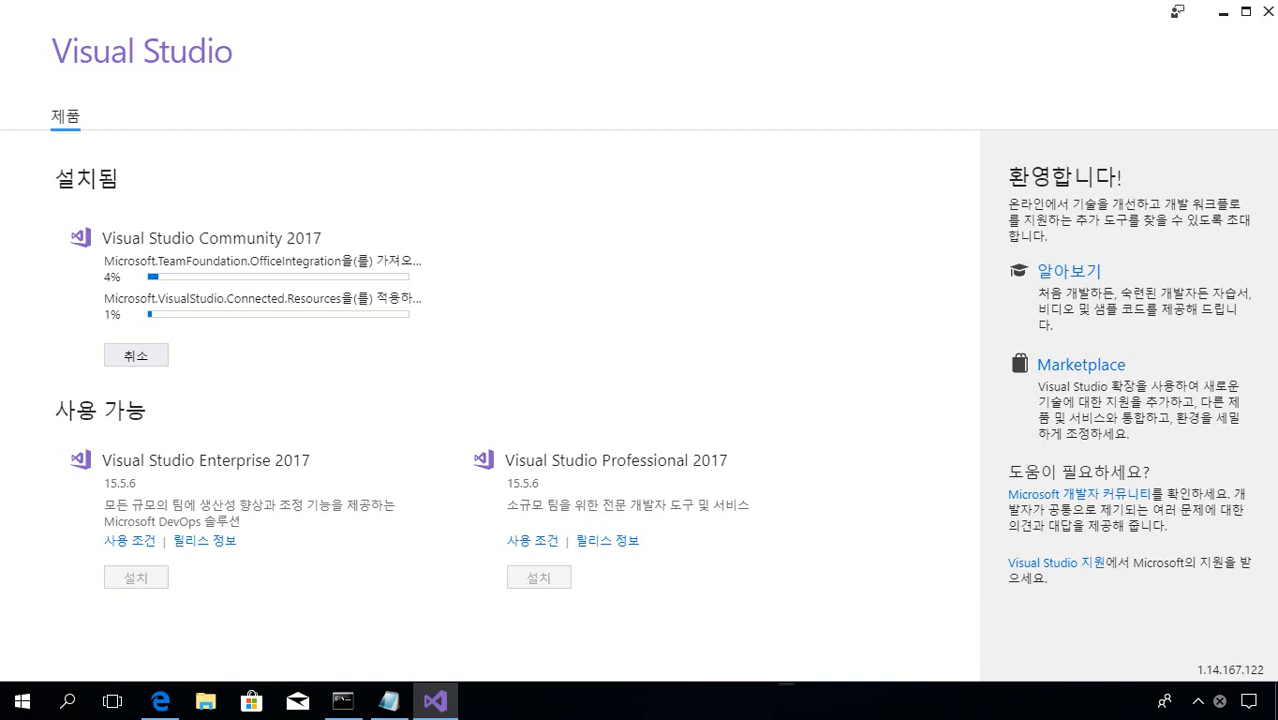 Visual Studio
제품
설치됨
Visual Studio Community 2017
Microsoft.TeamFoundation.OfficeIntegration을(를) 가져오...
4%
Microsoft.VisualStudio.Connected.Resources을(를) 적용하...
1%
취소
사용 가능
Visual Studio Enterprise 2017
15.5.6
모든 규모의 팀에 생산성 향상과 조정 기능을 제공하는
Microsoft DevOps 솔루션
사용 조건 | 릴리스 정보
설치
Visual Studio Professional 2017
15.5.6
소규모 팀을 위한 전문 개발자 도구 및 서비스
사용 조건 | 릴리스 정보
설치
환영합니다!
온라인에서 기술을 개선하고 개발 워크플로
를 지원하는 추가 도구를 찾을 수 있도록 초대
합니다.
알아보기
처음 개발하든, 숙련된 개발자든 자습서,
비디오 및 샘플 코드를 제공해 드립니
다.
Marketplace
Visual Studio 확장을 사용하여 새로운
기술에 대한 지원을 추가하고, 다른 제
품 및 서비스와 통합하고, 환경을 세밀
하게 조정하세요.
도움이 필요하세요?
Microsoft 개발자 커뮤니티를 확인하세요. 개
발자가 공통으로 제기되는 여러 문제에 대한
의견과 대답을 제공해 줍니다.
Visual Studio 지원에서 Microsoft의 지원을 받
으세요.
1.14.167.122